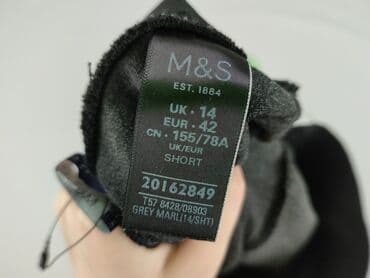 M&S
EST. 1884
UK · 14
EUR · 42
CN · 155/78A
UK/EUR
SHORT
20162849
T57 8428/08903
GREY MARL(14/SHT)